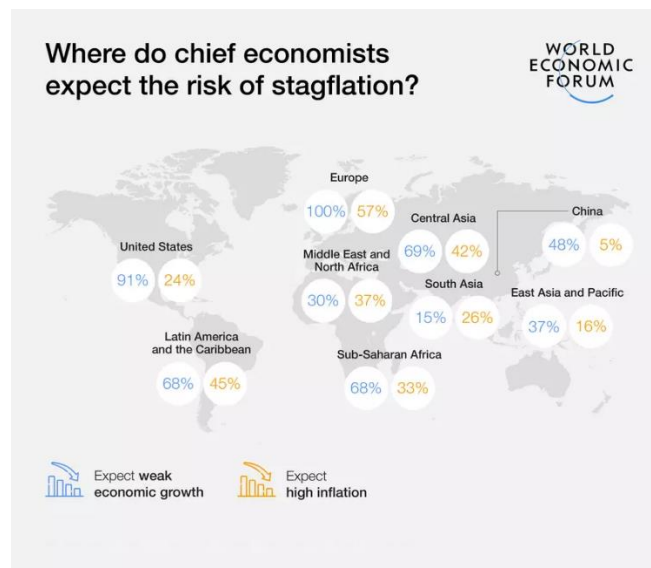 Where do chief economists
expect the risk of stagflation?
WORLD
ECONOMIC
FORUM
Europe
100% 57%
Central Asia
69% 42%
China
48% 5%
United States
91% 24%
Middle East and
North Africa
30% 37%
South Asia
15% 26%
East Asia and Pacific
37% 16%
Latin America
and the Caribbean
68% 45%
Sub-Saharan Africa
68% 33%
Expect weak
economic growth
Expect
high inflation